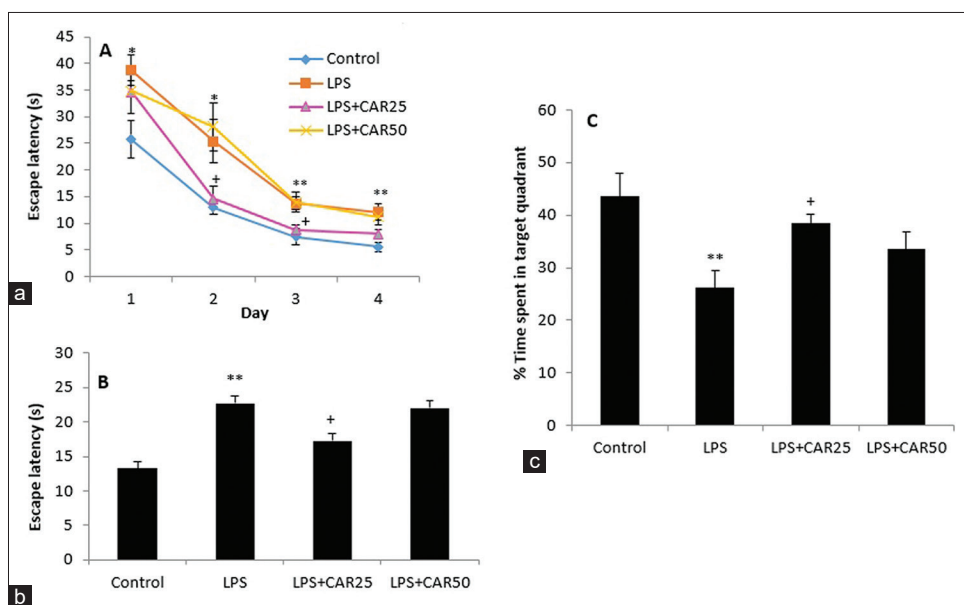 A
Escape latency (s)
45
40
35
30
25
20
15
10
5
0
*
*
+
**
+
**
Control
LPS
LPS+CAR25
LPS+CAR50
1 2 3 4
Day
a
B
Escape latency (s)
30
25
20
15
10
5
0
**
+
Control LPS LPS+CAR25 LPS+CAR50
b
C
% Time spent in target quadrant
60
50
40
30
20
10
0
**
+
Control LPS LPS+CAR25 LPS+CAR50
c